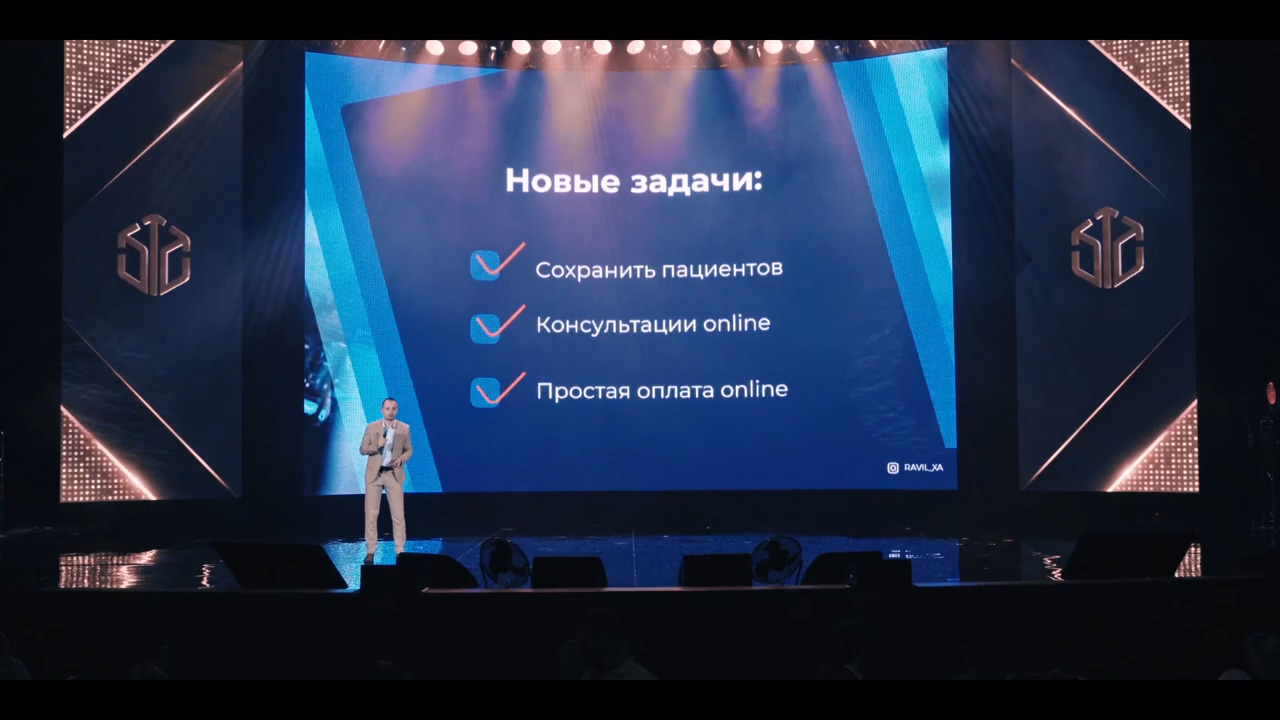 Новые задачи:
Сохранить пациентов
Консультации online
Простая оплата online
RAVIL_XA